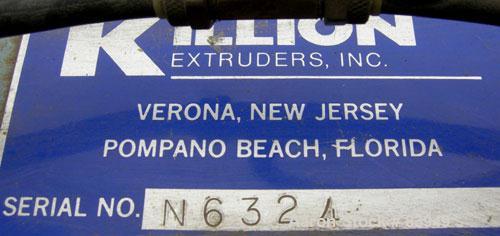 KILLION
EXTRUDERS, INC.
VERONA, NEW JERSEY
POMPANO BEACH, FLORIDA
SERIAL NO. N6324